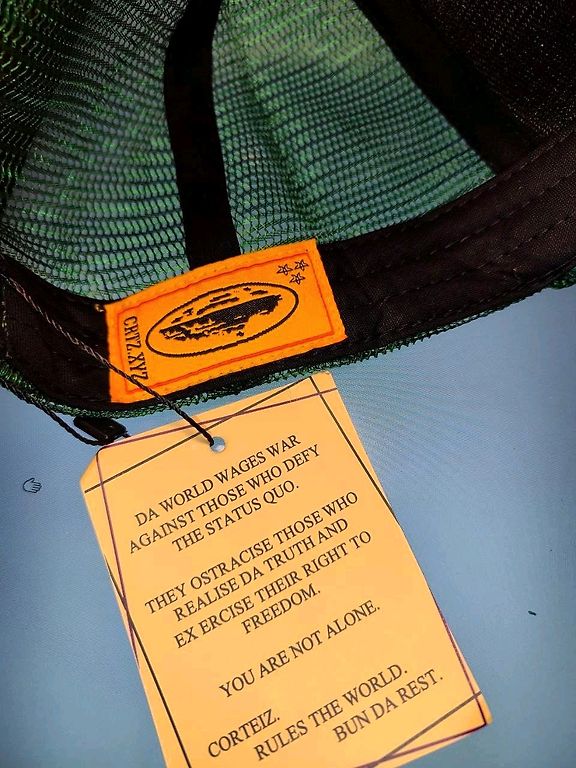 CRTZ.XYZ
DA WORLD WAGES WAR
AGAINST THOSE WHO DEFY
THE STATUS QUO.
THEY OSTRACISE THOSE WHO
REALISE DA TRUTH AND
EX ERCISE THEIR RIGHT TO
FREEDOM.
YOU ARE NOT ALONE.
CORTEIZ.
RULES THE WORLD.
BUN DA REST.